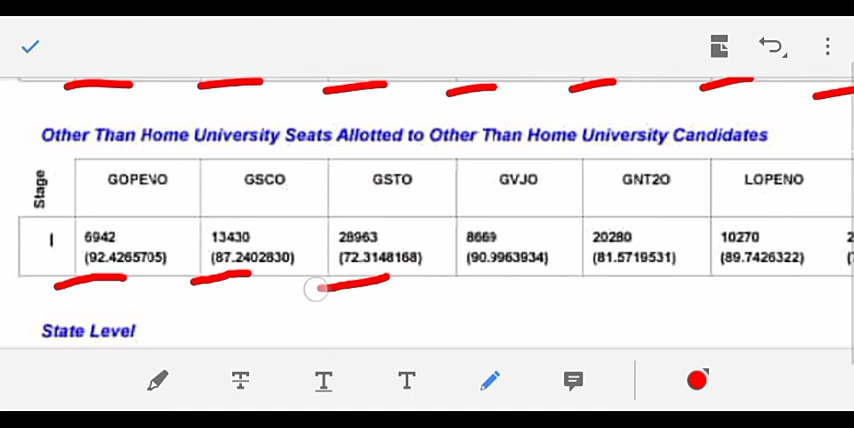 Other Than Home University Seats Allotted to Other Than Home University Candidates
Stage GOPENO GSCO GSTO GVJO GNT2O LOPENO
I 6942 13430 28963 8669 20280 10270
(92.4265705) (87.2402830) (72.3148168) (90.9963934) (81.5719531) (89.7426322)
State Level
T T